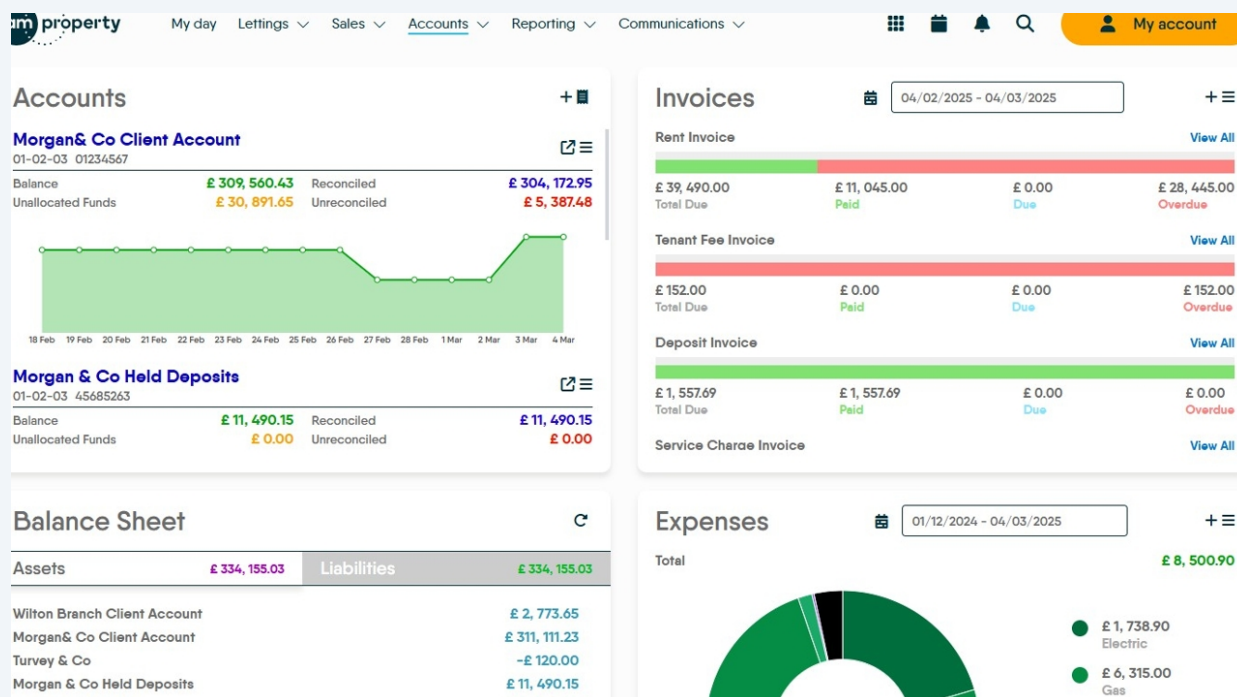 am property
My day Lettings Sales Accounts Reporting Communications My account
Accounts
Morgan& Co Client Account
01-02-03 01234567
Balance £ 309, 560.43 Reconciled £ 304, 172.95
Unallocated Funds £ 30, 891.65 Unreconciled £ 5, 387.48
18 Feb 19 Feb 20 Feb 21 Feb 22 Feb 23 Feb 24 Feb 25 Feb 26 Feb 27 Feb 28 Feb 1 Mar 2 Mar 3 Mar 4 Mar
Morgan & Co Held Deposits
01-02-03 45685263
Balance £ 11, 490.15 Reconciled £ 11, 490.15
Unallocated Funds £ 0.00 Unreconciled £ 0.00
Invoices 04/02/2025 - 04/03/2025
Rent Invoice View All
£ 39, 490.00 £ 11, 045.00 £ 0.00 £ 28, 445.00
Total Due Paid Due Overdue
Tenant Fee Invoice View All
£ 152.00 £ 0.00 £ 0.00 £ 152.00
Total Due Paid Due Overdue
Deposit Invoice View All
£ 1, 557.69 £ 1, 557.69 £ 0.00 £ 0.00
Total Due Paid Due Overdue
Service Charge Invoice View All
Balance Sheet
Assets £ 334, 155.03 Liabilities £ 334, 155.03
Wilton Branch Client Account £ 2, 773.65
Morgan& Co Client Account £ 311, 111.23
Turvey & Co -£ 120.00
Morgan & Co Held Deposits £ 11, 490.15
Expenses 01/12/2024 - 04/03/2025
Total £ 8, 500.90
£ 1, 738.90
Electric
£ 6, 315.00
Gas